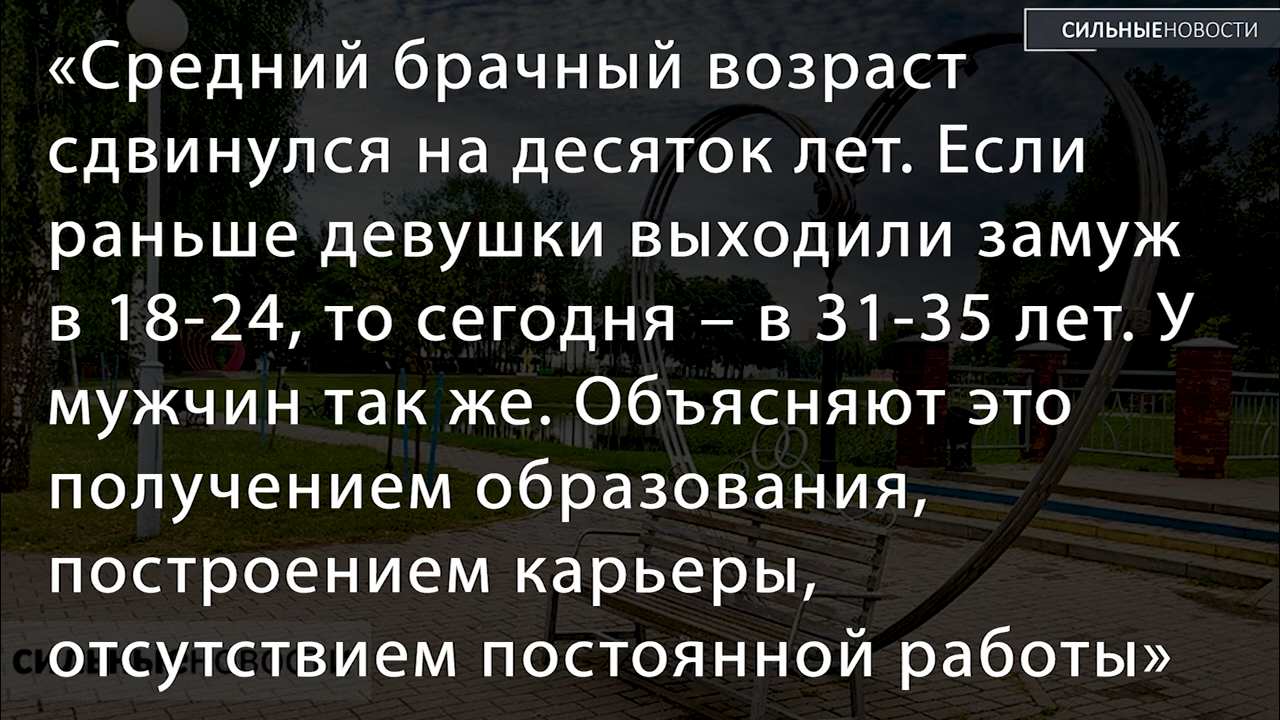 СИЛЬНЫЕНОВОСТИ
«Средний брачный возраст
сдвинулся на десяток лет. Если
раньше девушки выходили замуж
в 18-24, то сегодня – в 31-35 лет. У
мужчин так же. Объясняют это
получением образования,
построением карьеры,
отсутствием постоянной работы»
СИЛЬНЫЕНОВОСТИ